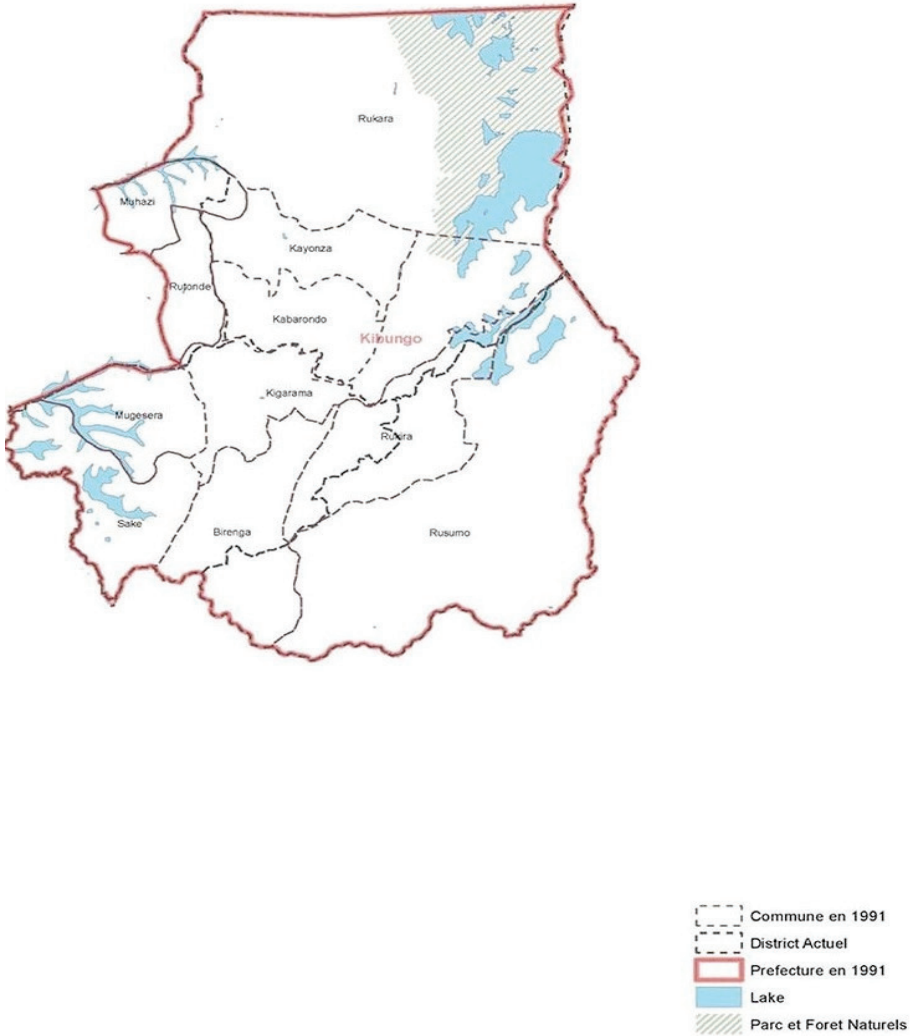 Rukara
Muhazi
Kayonza
Rutonde
Kabarondo
Kibungo
Kigarama
Mugesera
Rukira
Sake
Birenga
Rusumo
Commune en 1991
District Actuel
Prefecture en 1991
Lake
Parc et Foret Naturels